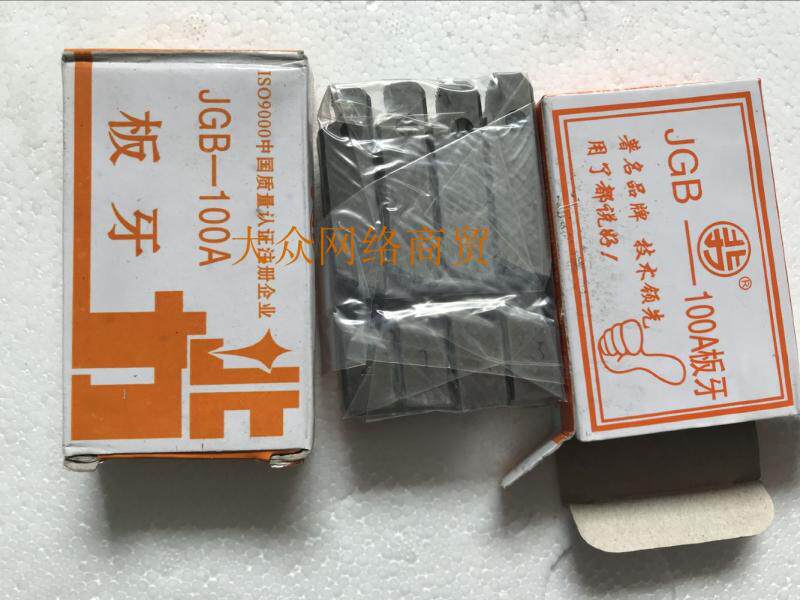 ISO9000中国质量认证注册企业
JGB—100A
板牙
大众网络商贸
JGB—100A板牙
®
著名品牌 技术领先
用了都说好!